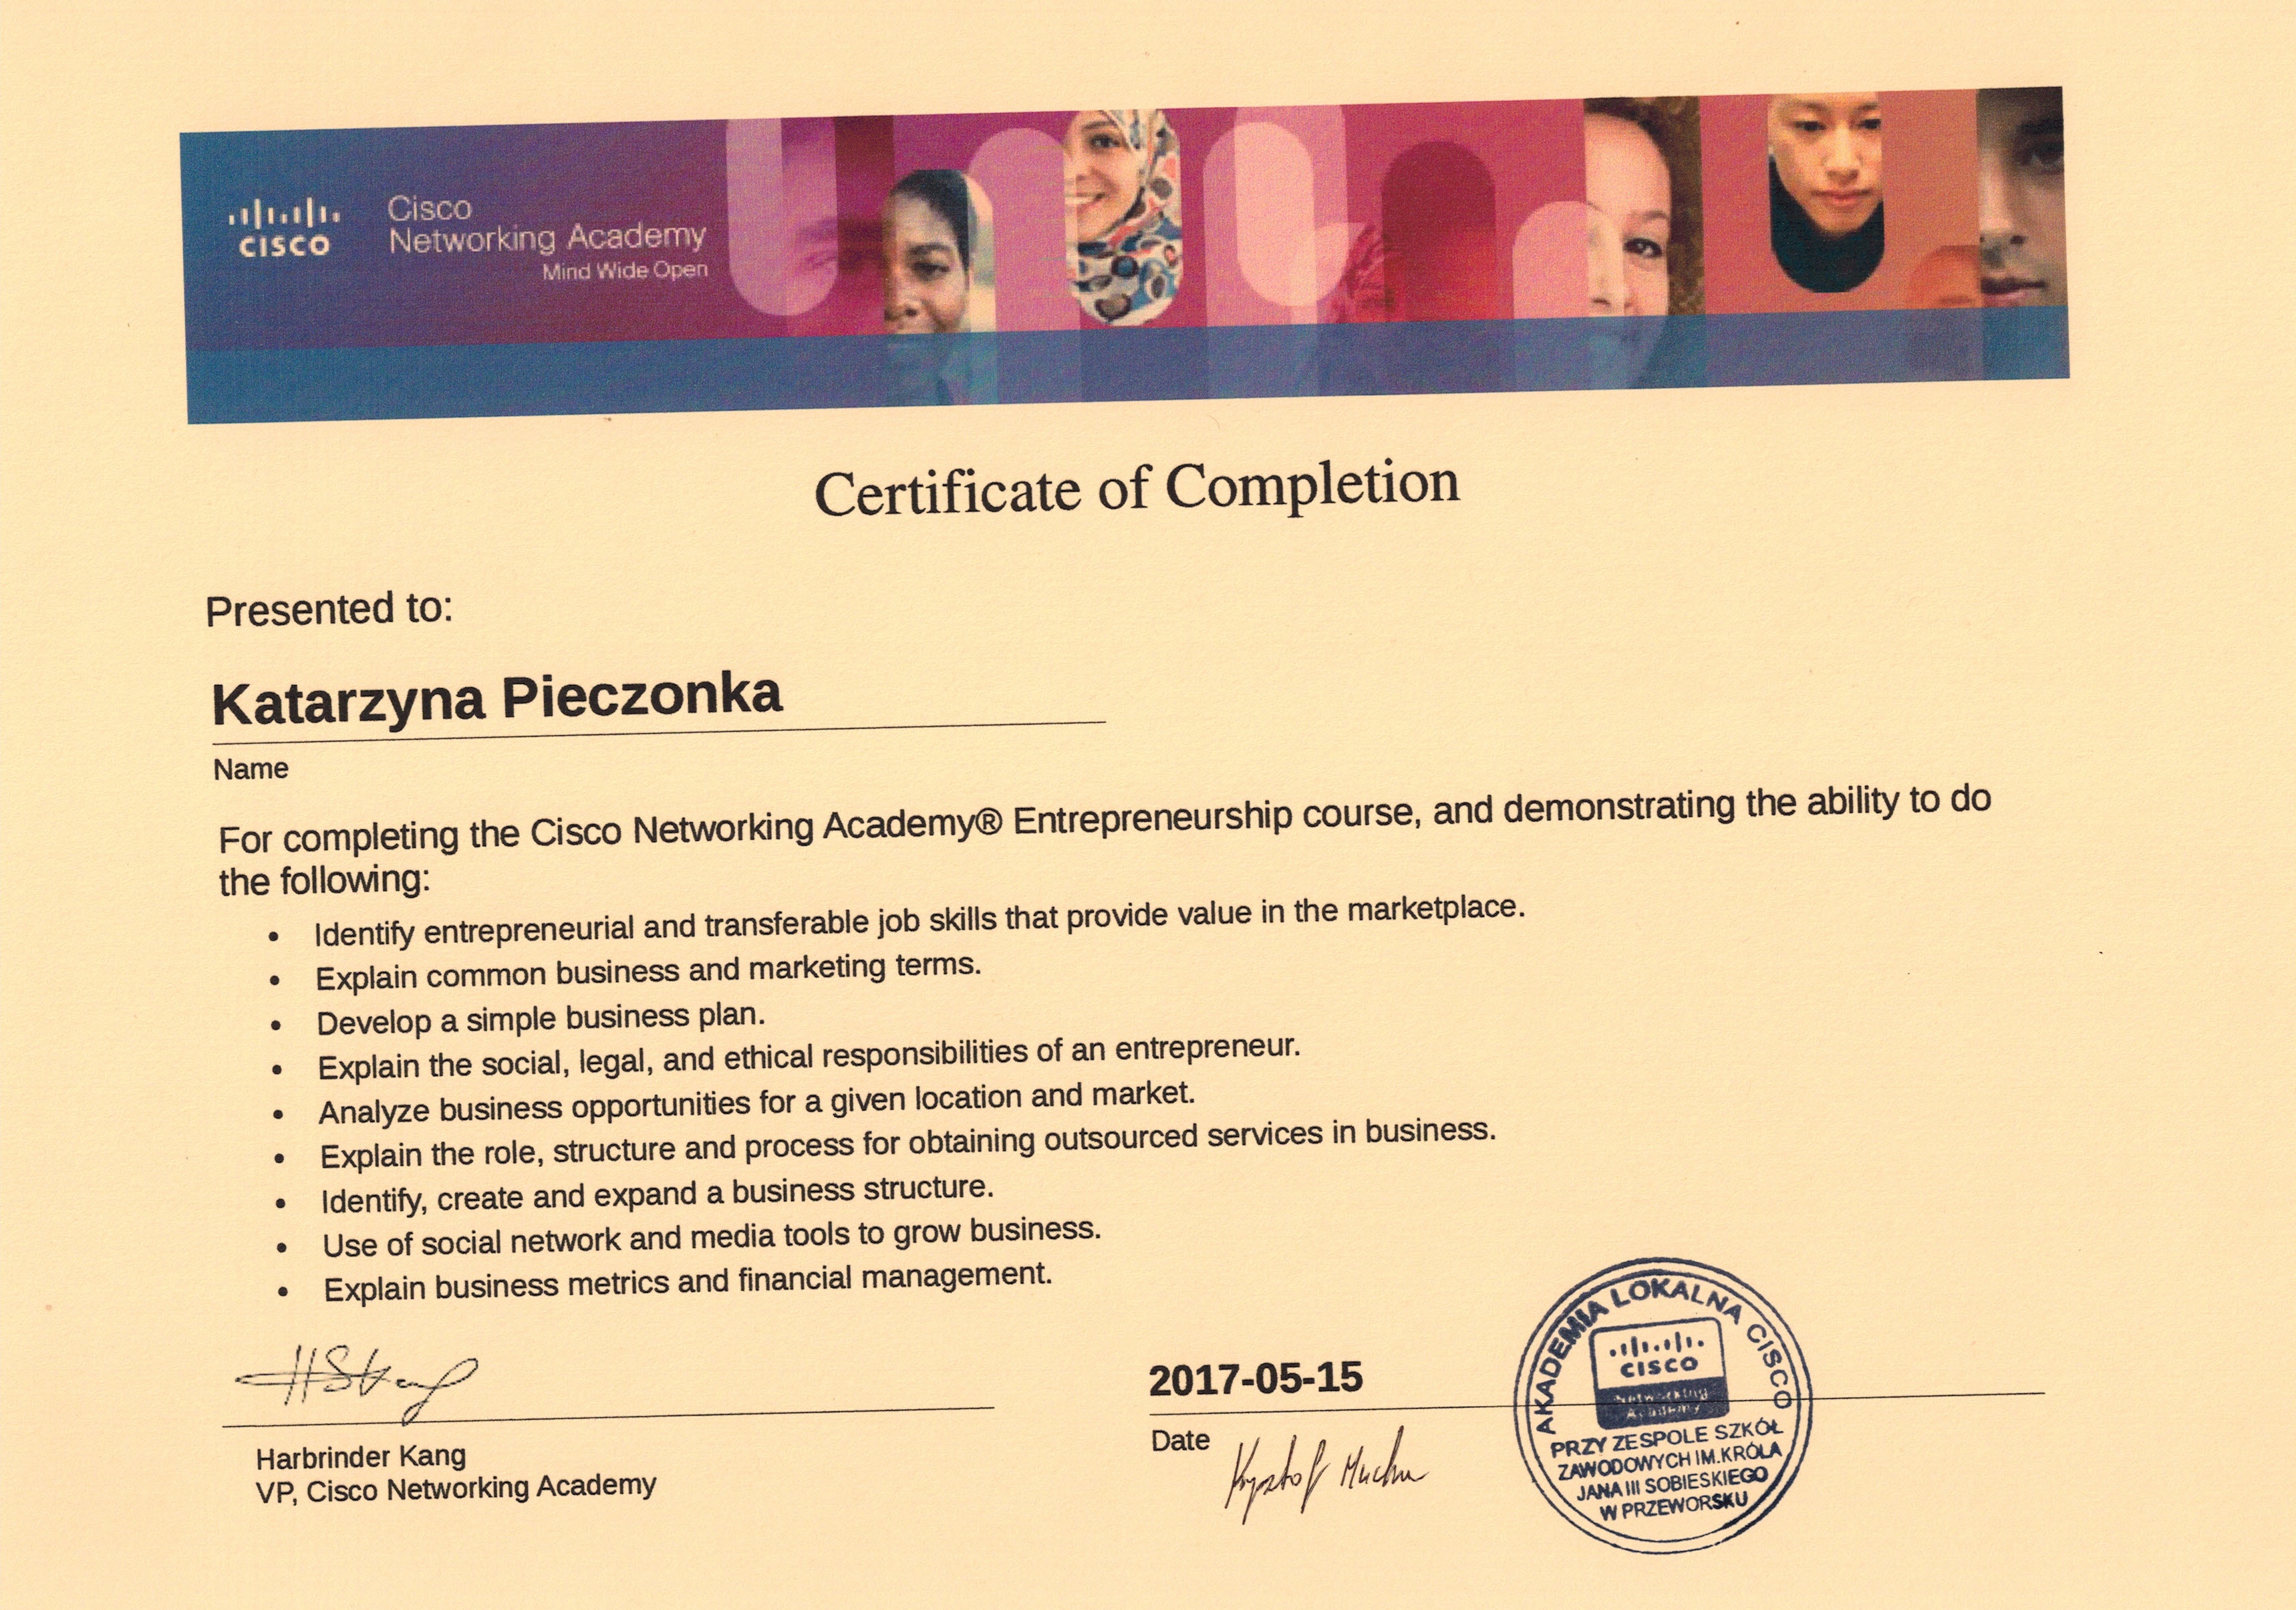 CISCO
Cisco
Networking Academy
Mind Wide Open
Certificate of Completion
Presented to:
Katarzyna Pieczonka
Name
For completing the Cisco Networking Academy® Entrepreneurship course, and demonstrating the ability to do
the following:
• Identify entrepreneurial and transferable job skills that provide value in the marketplace.
• Explain common business and marketing terms.
• Develop a simple business plan.
• Explain the social, legal, and ethical responsibilities of an entrepreneur.
• Analyze business opportunities for a given location and market.
• Explain the role, structure and process for obtaining outsourced services in business.
• Identify, create and expand a business structure.
• Use of social network and media tools to grow business.
• Explain business metrics and financial management.
Harbrinder Kang
VP, Cisco Networking Academy
2017-05-15
Date
AKADEMIA LOKALNA CISCO
CISCO
Networking
Academy
PRZY ZESPOLE SZKÓŁ
ZAWODOWYCH IM.KRÓLA
JANA III SOBIESKIEGO
W PRZEWORSKU